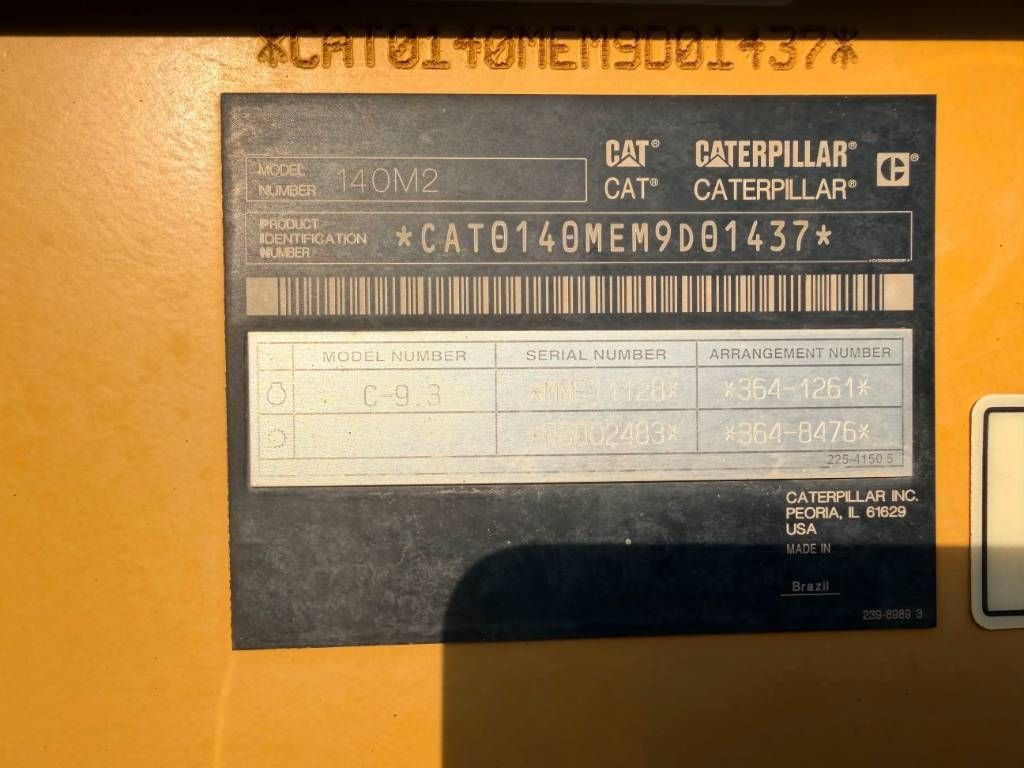 *CAT0140MEM9D01437*
CAT® CATERPILLAR®
CAT® CATERPILLAR®
MODEL NUMBER 140M2
PRODUCT IDENTIFICATION NUMBER *CAT0140MEM9D01437*
MODEL NUMBER SERIAL NUMBER ARRANGEMENT NUMBER
C-9.3 *364-1261*
*364-8476*
225-4150 5
CATERPILLAR INC.
PEORIA, IL 61629
USA
MADE IN
Brazil
239-6989 3